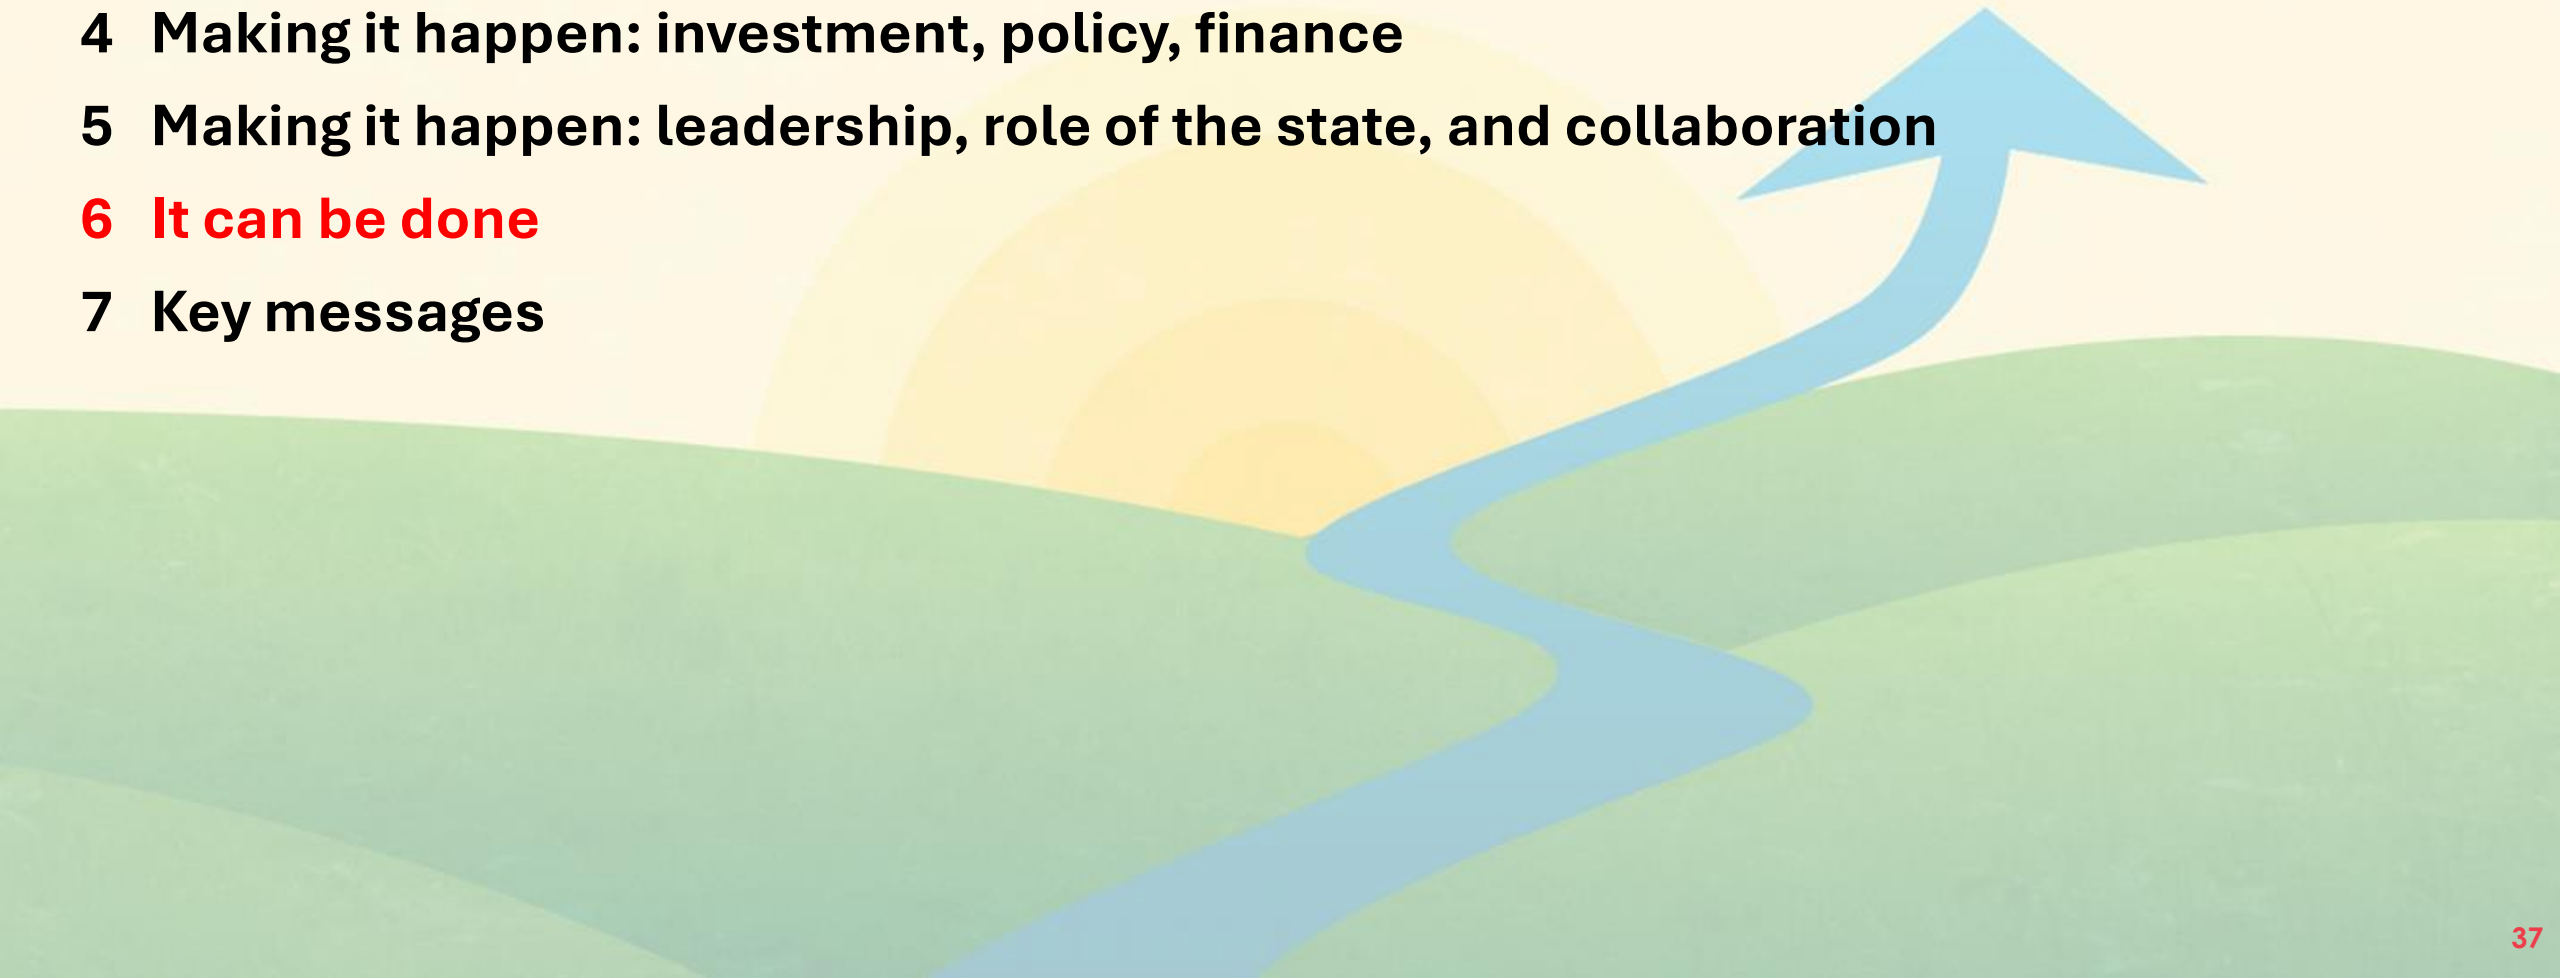 4 Making it happen: investment, policy, finance
5 Making it happen: leadership, role of the state, and collaboration
6 It can be done
7 Key messages
37